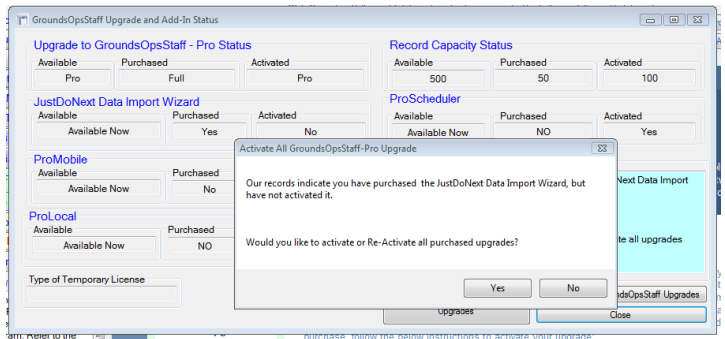 GroundsOpsStaff Upgrade and Add-In Status
Upgrade to GroundsOpsStaff - Pro Status
Available Purchased Activated
Pro Full Pro
Record Capacity Status
Available Purchased Activated
500 50 100
JustDoNext Data Import Wizard
Available Purchased Activated
Available Now Yes No
ProScheduler
Available Purchased Activated
Available Now NO Yes
ProMobile
Available Purchased
Available Now No
ProLocal
Available Purchased
Available Now NO
Type of Temporary License
Activate All GroundsOpsStaff-Pro Upgrade
Our records indicate you have purchased the JustDoNext Data Import Wizard, but
have not activated it.
Would you like to activate or Re-Activate all purchased upgrades?
Yes No
Next Data Import
te all upgrades
ndsOpsStaff Upgrades
Upgrades
Close
am. Refer to the
purchase, follow the below instructions to activate your upgrade: